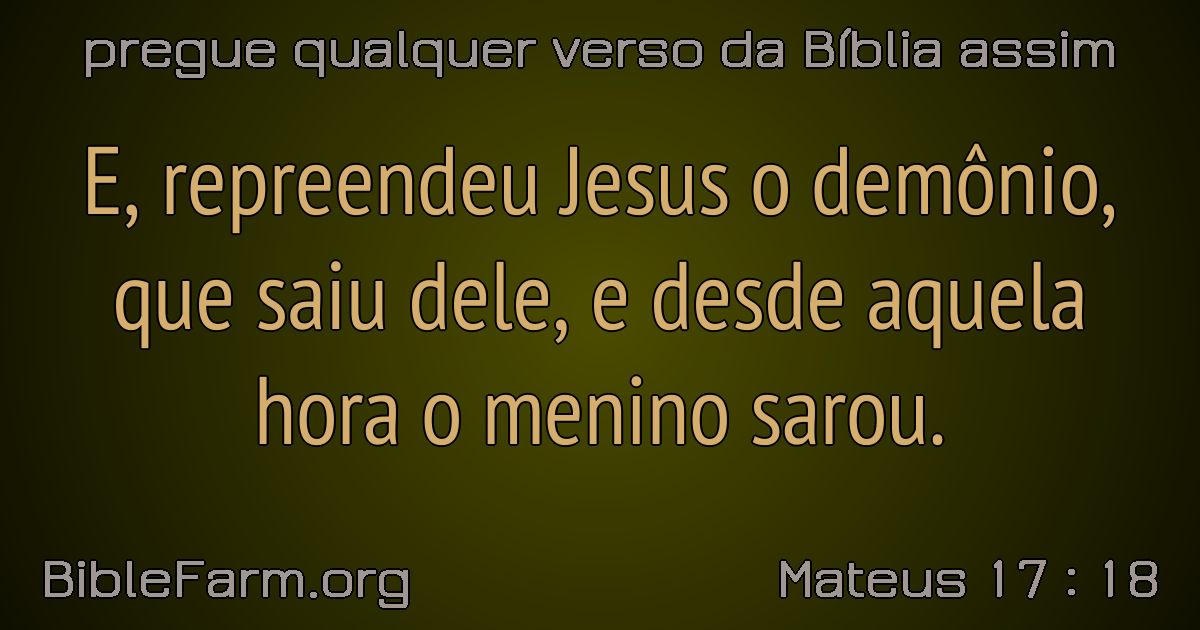 pregue qualquer verso da Bíblia assim
E, repreendeu Jesus o demônio,
que saiu dele, e desde aquela
hora o menino sarou.
BibleFarm.org
Mateus 17 : 18